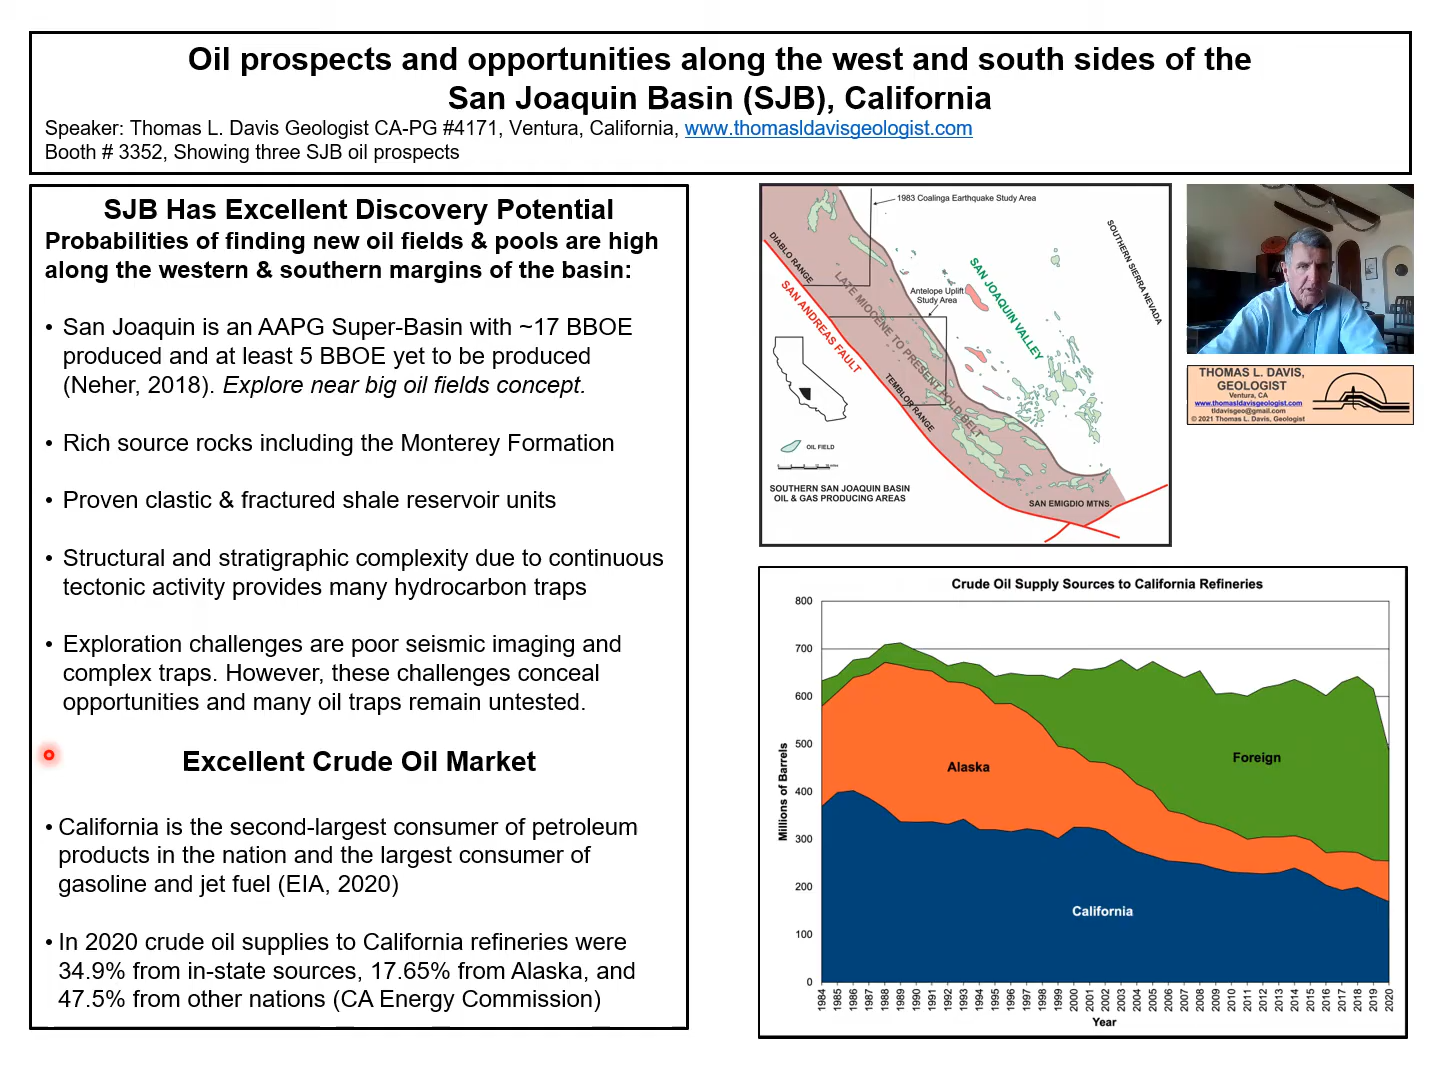 Oil prospects and opportunities along the west and south sides of the
San Joaquin Basin (SJB), California
Speaker: Thomas L. Davis Geologist CA-PG #4171, Ventura, California, www.thomasldavisgeologist.com
Booth # 3352, Showing three SJB oil prospects
SJB Has Excellent Discovery Potential
Probabilities of finding new oil fields & pools are high
along the western & southern margins of the basin:
• San Joaquin is an AAPG Super-Basin with ~17 BBOE
produced and at least 5 BBOE yet to be produced
(Neher, 2018). Explore near big oil fields concept.
• Rich source rocks including the Monterey Formation
• Proven clastic & fractured shale reservoir units
• Structural and stratigraphic complexity due to continuous
tectonic activity provides many hydrocarbon traps
• Exploration challenges are poor seismic imaging and
complex traps. However, these challenges conceal
opportunities and many oil traps remain untested.
Excellent Crude Oil Market
• California is the second-largest consumer of petroleum
products in the nation and the largest consumer of
gasoline and jet fuel (EIA, 2020)
• In 2020 crude oil supplies to California refineries were
34.9% from in-state sources, 17.65% from Alaska, and
47.5% from other nations (CA Energy Commission)
1983 Coalinga Earthquake Study Area
DIABLO RANGE
SAN ANDREAS FAULT
LATE MIOCENE TO PRESENT FOLD BELT
Antelope Uplift
Study Area
SAN JOAQUIN VALLEY
SOUTHERN SIERRA NEVADA
TEMBLOR RANGE
OIL FIELD
SOUTHERN SAN JOAQUIN BASIN
OIL & GAS PRODUCING AREAS
SAN EMIGDIO MTNS.
THOMAS L. DAVIS,
GEOLOGIST
Ventura, CA
www.thomasldavisgeologist.com
tldavisgeo@gmail.com
© 2021 Thomas L. Davis, Geologist
Crude Oil Supply Sources to California Refineries
Millions of Barrels
800
700
600
500
400
300
200
100
0
Alaska
Foreign
California
1984 1985 1986 1987 1988 1989 1990 1991 1992 1993 1994 1995 1996 1997 1998 1999 2000 2001 2002 2003 2004 2005 2006 2007 2008 2009 2010 2011 2012 2013 2014 2015 2016 2017 2018 2019 2020
Year